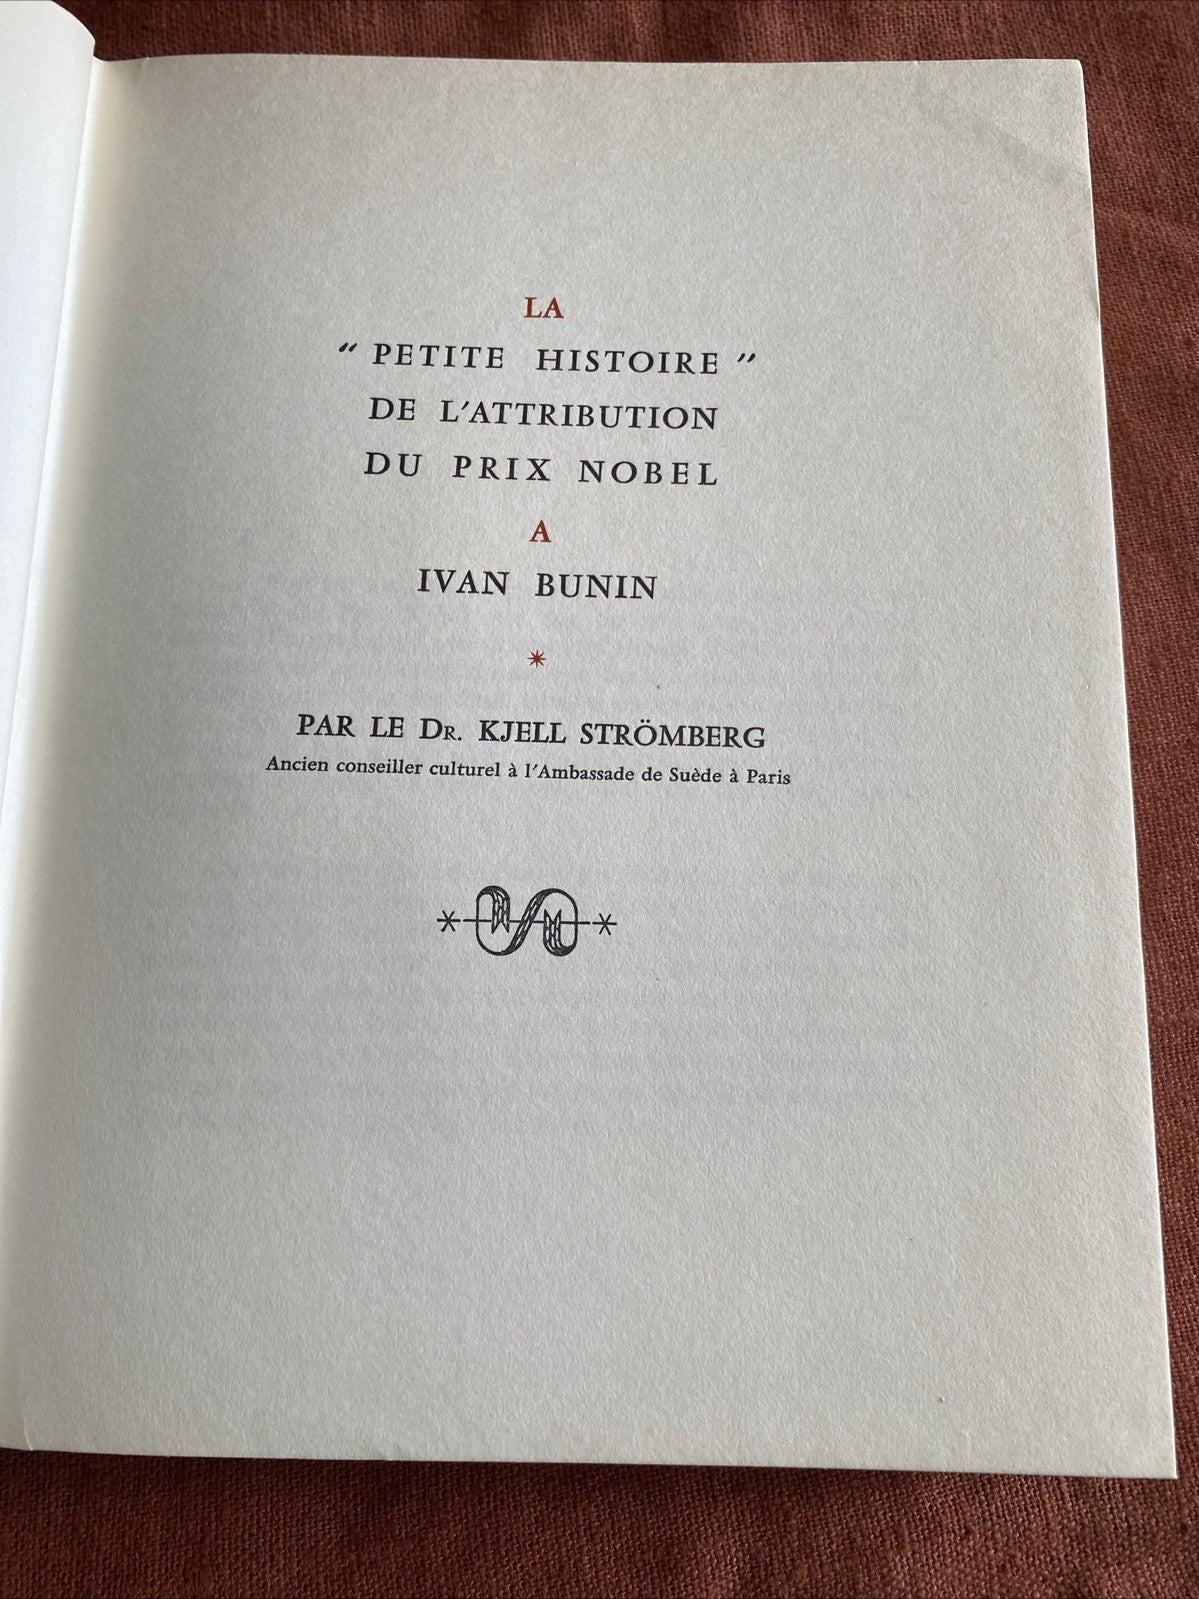 LA
“ PETITE HISTOIRE ”
DE L’ATTRIBUTION
DU PRIX NOBEL
A
IVAN BUNIN
*
PAR LE DR. KJELL STRÖMBERG
Ancien conseiller culturel à l’Ambassade de Suède à Paris